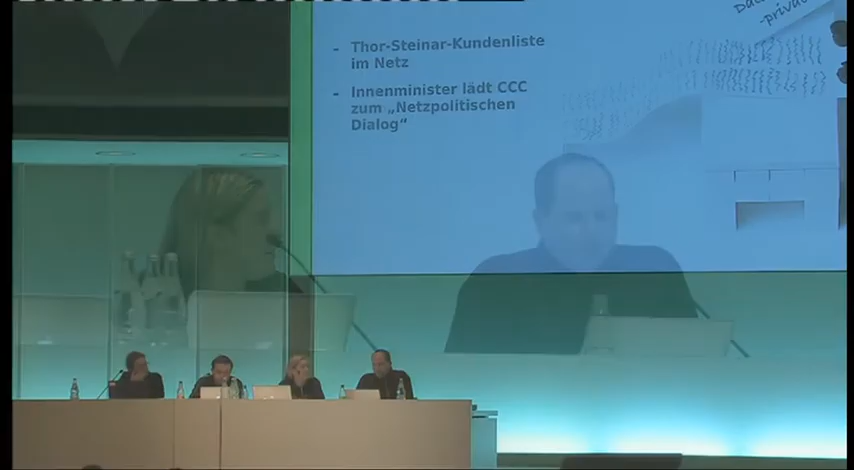 - Thor-Steinar-Kundenliste
im Netz
- Innenminister lädt CCC
zum „Netzpolitischen
Dialog“